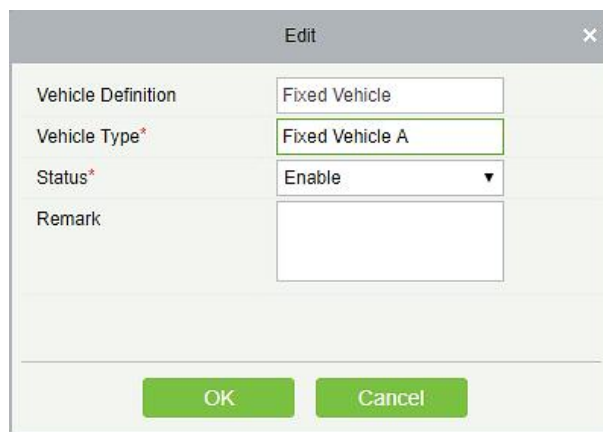 Edit ×
Vehicle Definition Fixed Vehicle
Vehicle Type* Fixed Vehicle A
Status* Enable ▼
Remark
OK Cancel